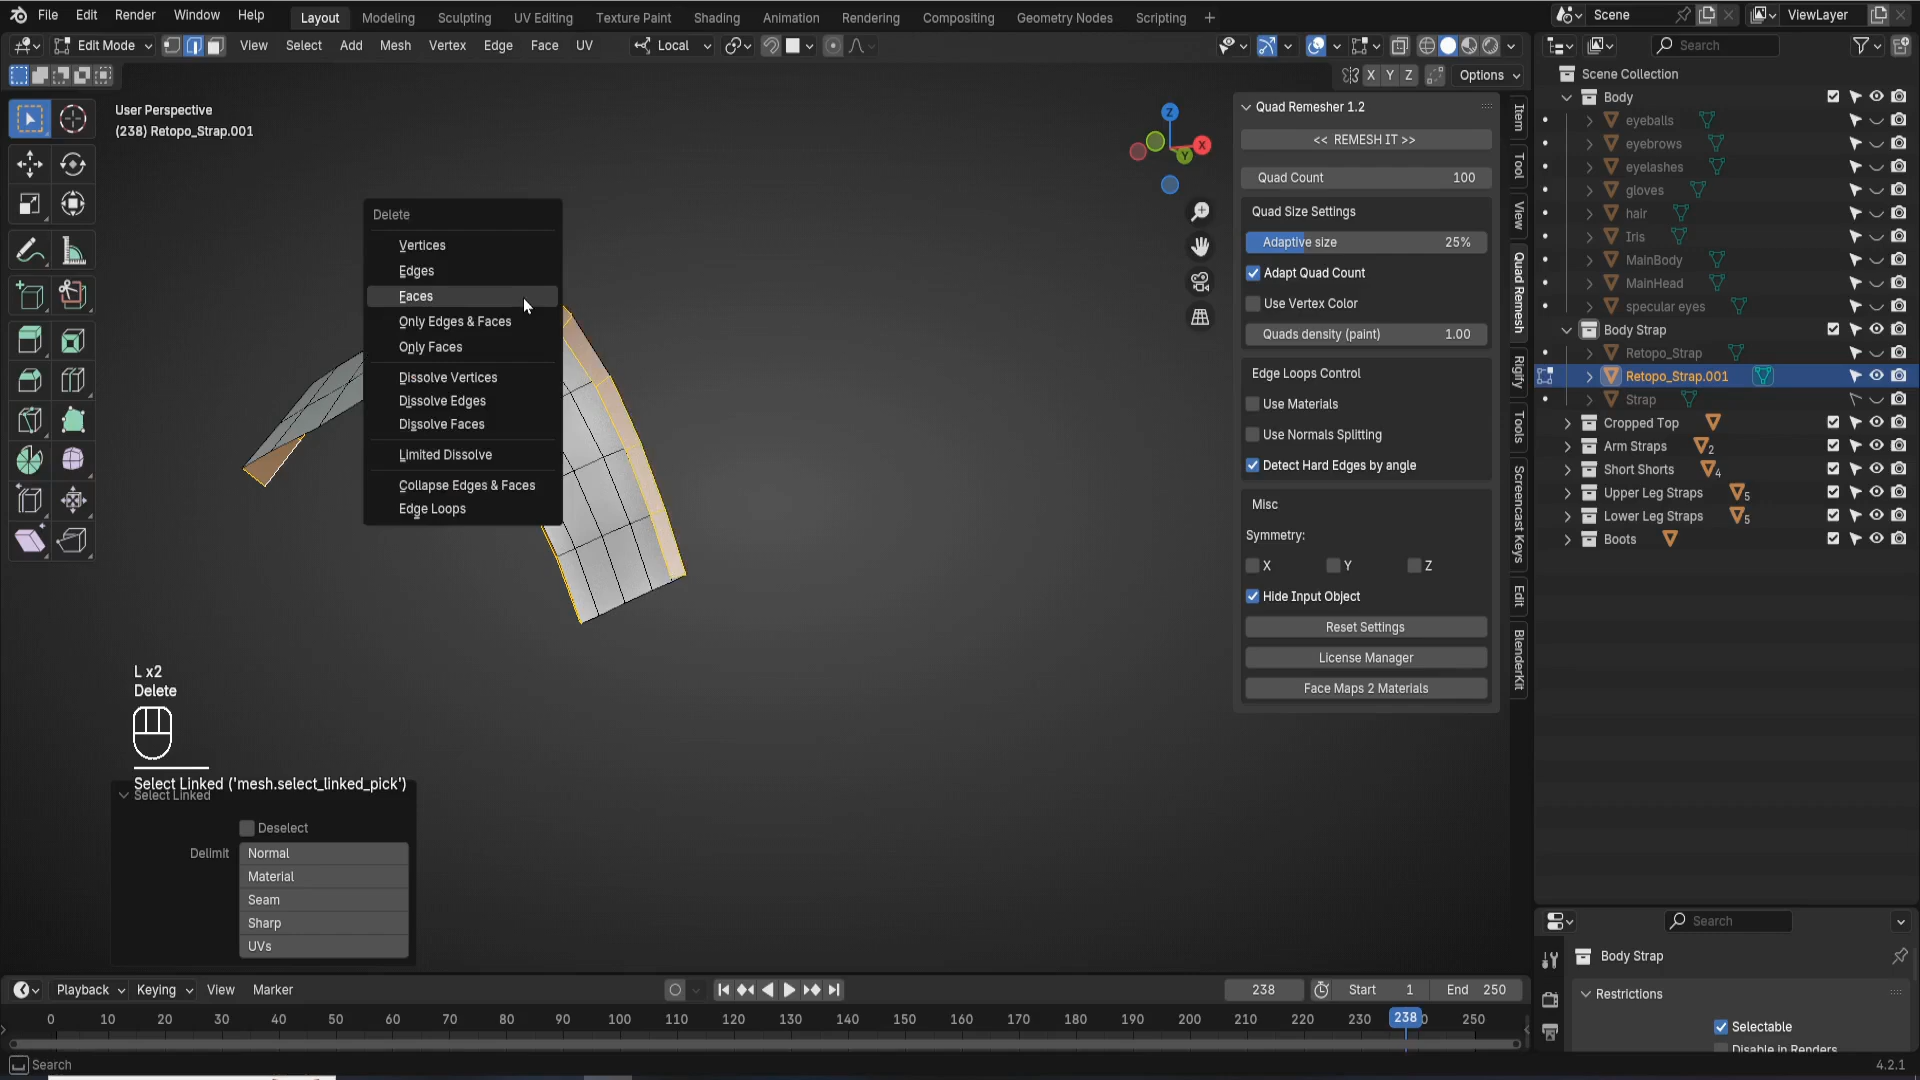 File Edit Render Window Help Layout Modeling Sculpting UV Editing Texture Paint Shading Animation Rendering Compositing Geometry Nodes Scripting + Scene ViewLayer
Edit Mode View Select Add Mesh Vertex Edge Face UV Local Search
X Y Z Options
User Perspective
(238) Retopo_Strap.001
Delete
Vertices
Edges
Faces
Only Edges & Faces
Only Faces
Dissolve Vertices
Dissolve Edges
Dissolve Faces
Limited Dissolve
Collapse Edges & Faces
Edge Loops
Z
X
Y
Quad Remesher 1.2
<< REMESH IT >>
Quad Count 100
Quad Size Settings
Adaptive size 25%
Adapt Quad Count
Use Vertex Color
Quads density (paint) 1.00
Edge Loops Control
Use Materials
Use Normals Splitting
Detect Hard Edges by angle
Misc
Symmetry:
X Y Z
Hide Input Object
Reset Settings
License Manager
Face Maps 2 Materials
Item
Tool
View
Quad Remesh
Rigify
Tools
Screencast Keys
Edit
BlenderKit
Scene Collection
Body
eyeballs
eyebrows
eyelashes
gloves
hair
Iris
MainBody
MainHead
specular eyes
Body Strap
Retopo_Strap
Retopo_Strap.001
Strap
Cropped Top
Arm Straps 2
Short Shorts 4
Upper Leg Straps 5
Lower Leg Straps 5
Boots
L x2
Delete
Select Linked ('mesh.select_linked_pick')
Select Linked
Deselect
Delimit Normal
Material
Seam
Sharp
UVs
Search
Body Strap
Restrictions
Selectable
Disable in Renders
Playback Keying View Marker 238 Start 1 End 250
0 10 20 30 40 50 60 70 80 90 100 110 120 130 140 150 160 170 180 190 200 210 220 230 238 250
Search 4.2.1